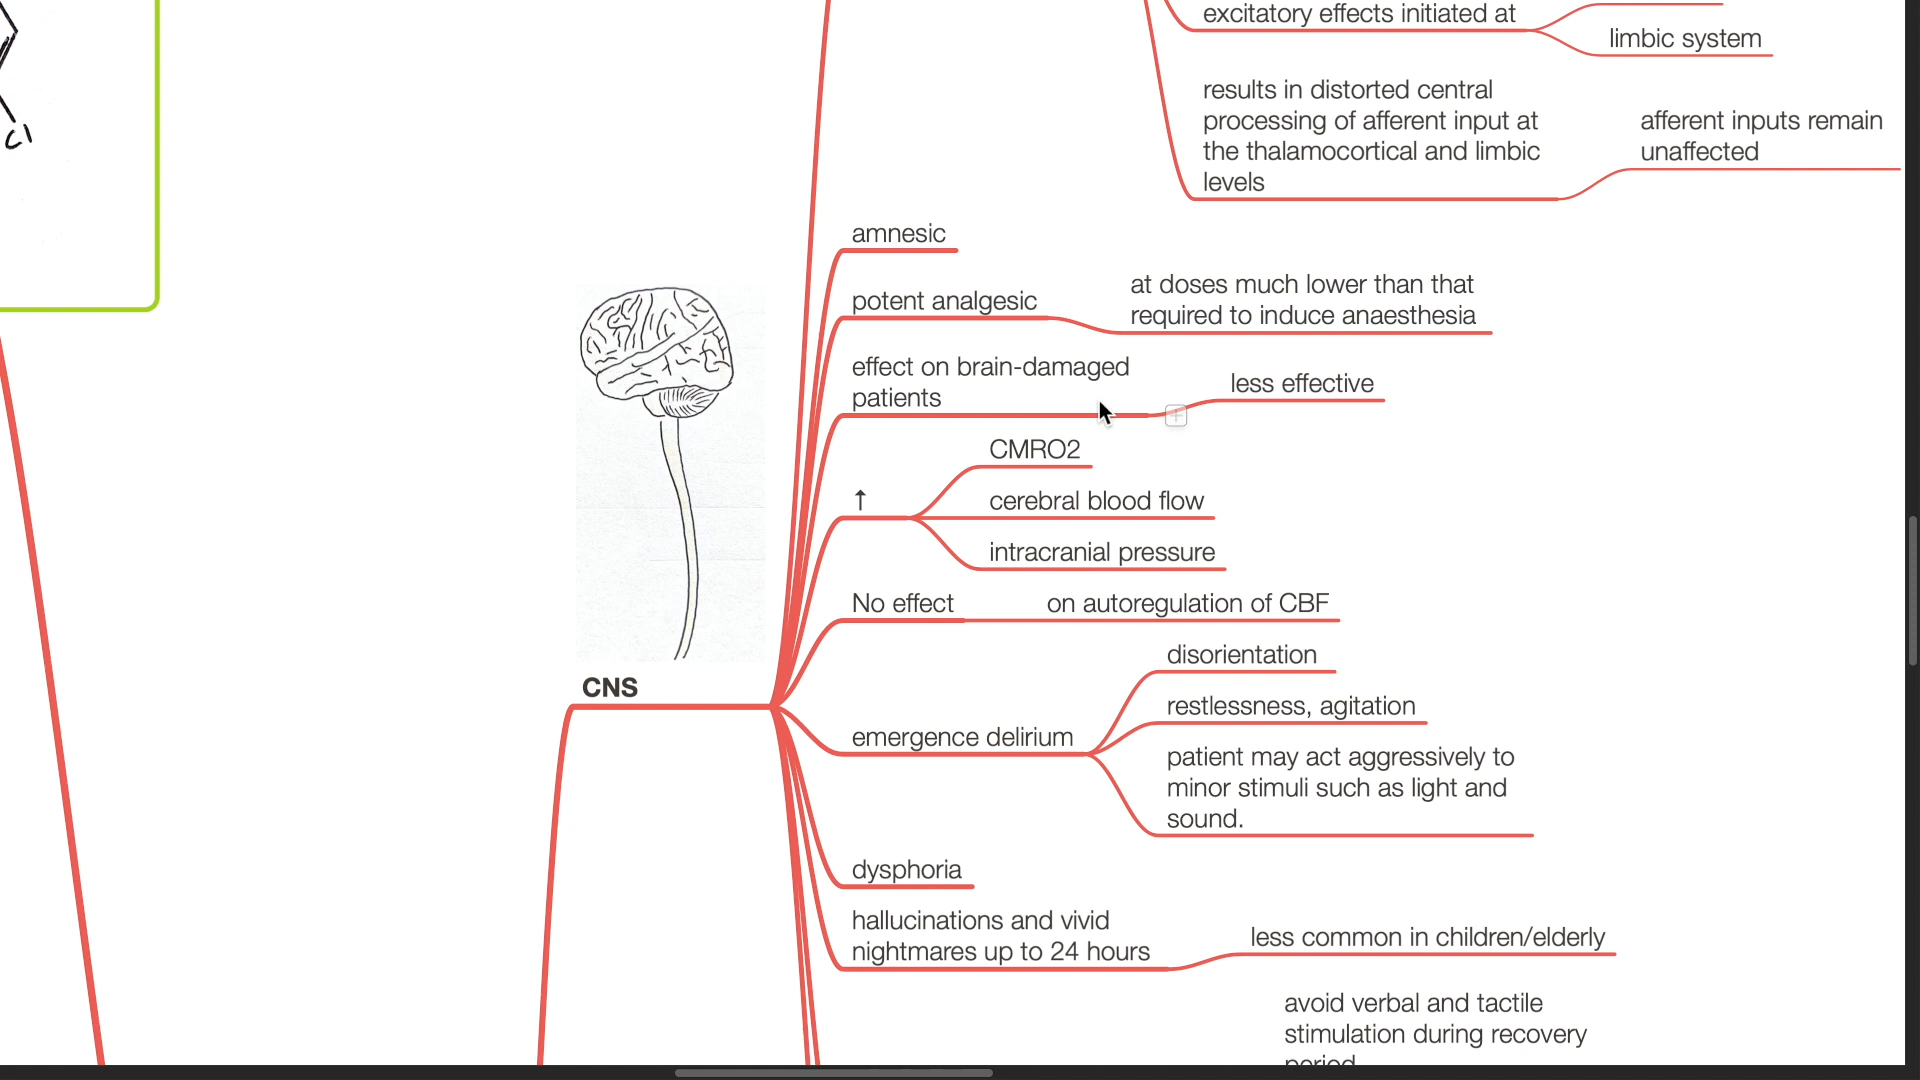 excitatory effects initiated at
limbic system
results in distorted central
processing of afferent input at
the thalamocortical and limbic
levels
afferent inputs remain
unaffected
Cl
amnesic
potent analgesic
at doses much lower than that
required to induce anaesthesia
effect on brain-damaged
patients
less effective
↑
CMRO2
cerebral blood flow
intracranial pressure
No effect
on autoregulation of CBF
CNS
emergence delirium
disorientation
restlessness, agitation
patient may act aggressively to
minor stimuli such as light and
sound.
dysphoria
hallucinations and vivid
nightmares up to 24 hours
less common in children/elderly
avoid verbal and tactile
stimulation during recovery
period